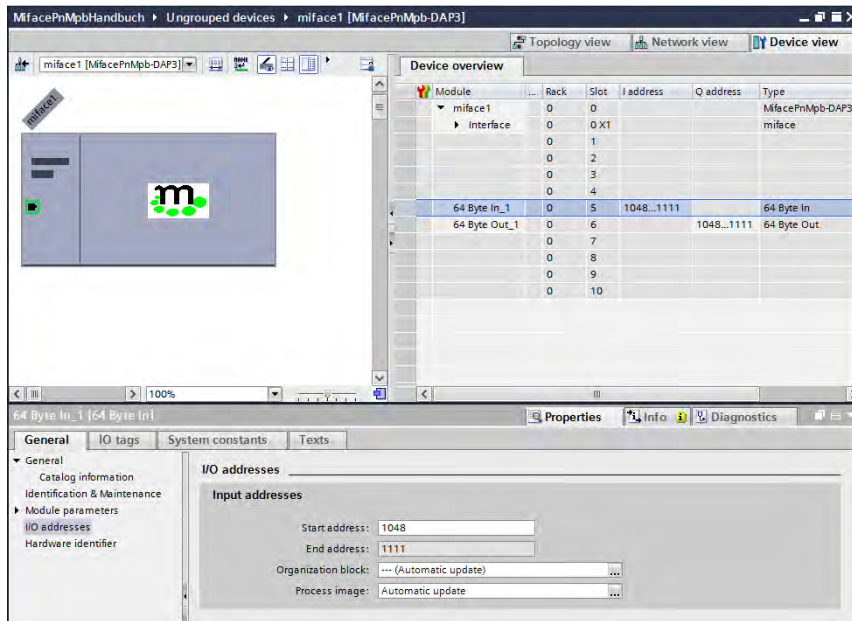 MifacePnMpbHandbuch ▸ Ungrouped devices ▸ miface1 [MifacePnMpb-DAP3]
Topology view Network view Device view
miface1 [MifacePnMpb-DAP3]
Device overview
Module ... Rack Slot I address Q address Type
miface1 0 0 MifacePnMpb-DAP3
Interface 0 0 X1 miface
0 1
0 2
0 3
0 4
64 Byte In_1 0 5 1048...1111 64 Byte In
64 Byte Out_1 0 6 1048...1111 64 Byte Out
0 7
0 8
0 9
0 10
miface1
m
100%
64 Byte In_1 [64 Byte In]
Properties Info Diagnostics
General IO tags System constants Texts
General
Catalog information
Identification & Maintenance
Module parameters
I/O addresses
Hardware identifier
I/O addresses
Input addresses
Start address: 1048
End address: 1111
Organization block: --- (Automatic update) ...
Process image: Automatic update ...